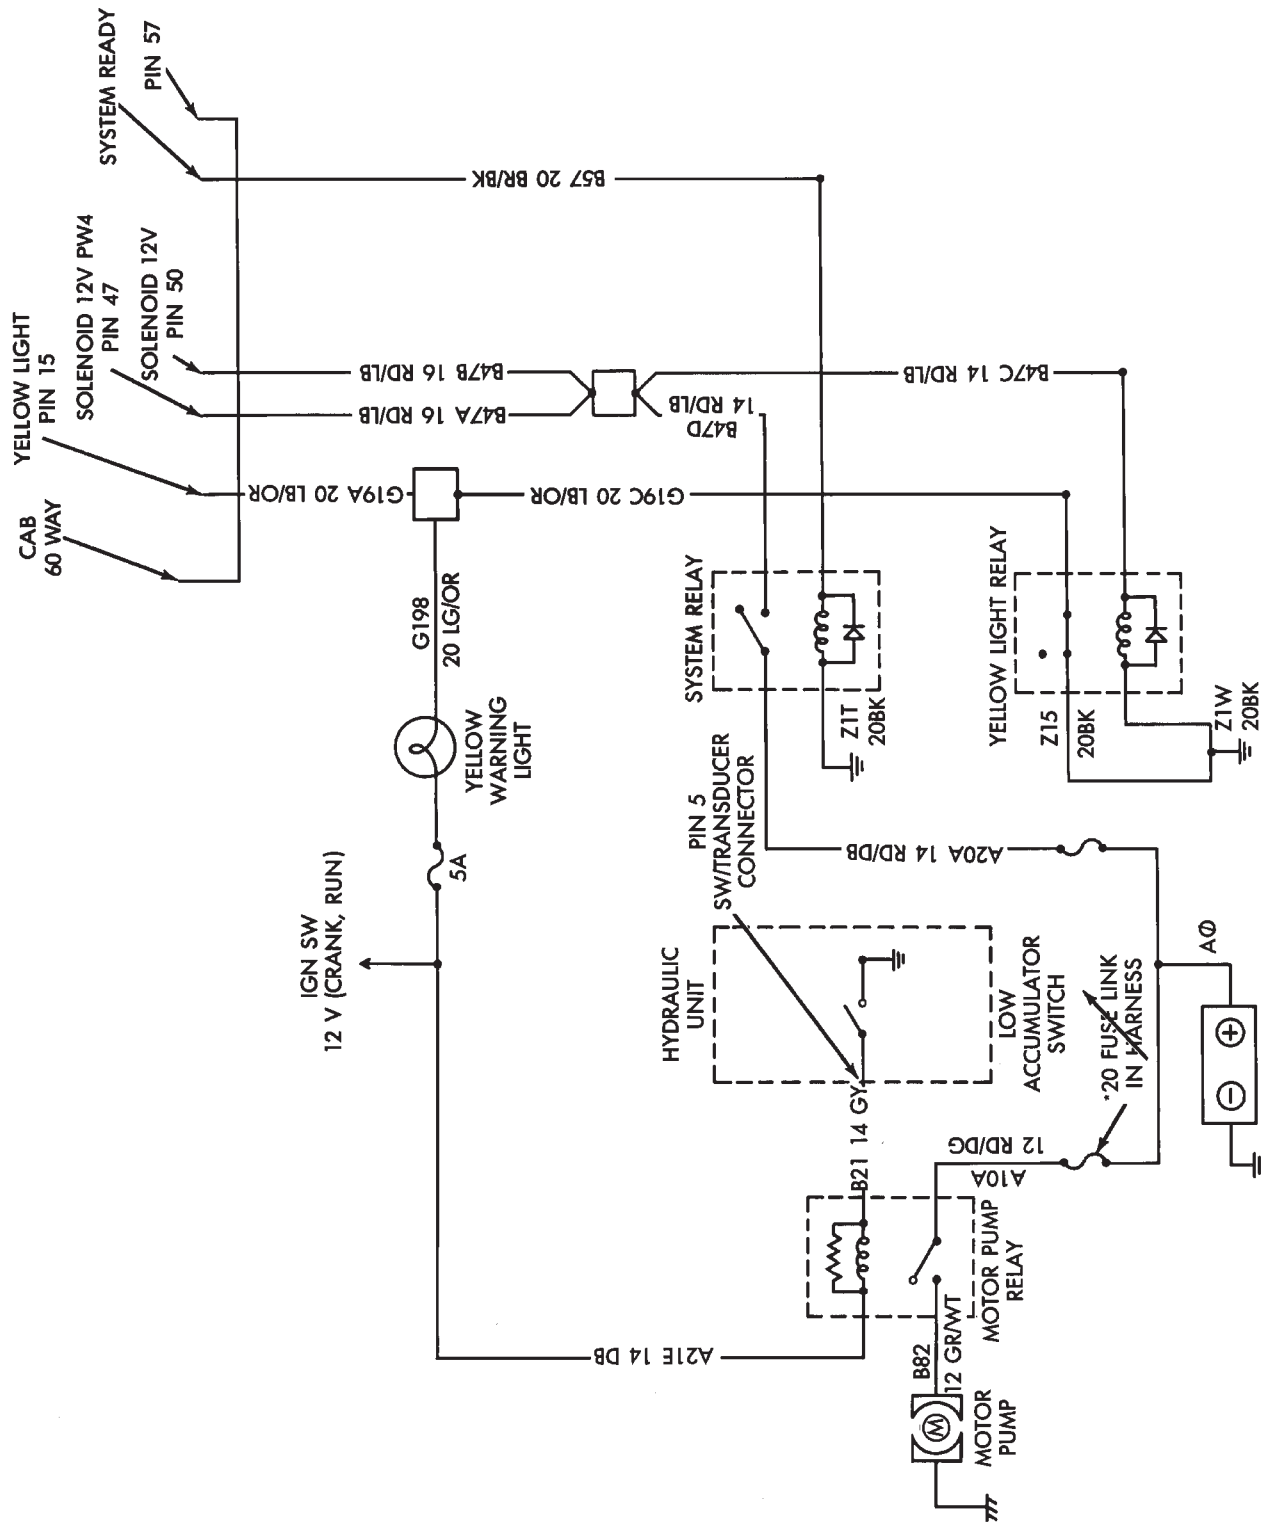 CAB
60 WAY
YELLOW LIGHT
PIN 15
SOLENOID 12V PW4
PIN 47
SOLENOID 12V
PIN 50
SYSTEM READY
PIN 57
G19A 20 LB/OR
B47A 16 RD/LB
B47B 16 RD/LB
B57 20 BR/BK
G19C 20 LB/OR
B47D
14 RD/LB
B47C 14 RD/LB
G198
20 LG/OR
YELLOW
WARNING
LIGHT
5A
IGN SW
12 V (CRANK, RUN)
SYSTEM RELAY
Z1T
20BK
YELLOW LIGHT RELAY
Z15
20BK
Z1W
20BK
PIN 5
SW/TRANSDUCER
CONNECTOR
A20A 14 RD/DB
HYDRAULIC
UNIT
LOW
ACCUMULATOR
SWITCH
*20 FUSE LINK
IN HARNESS
AΦ
+
−
B21 14 GY
A10A
12 RD/DG
MOTOR PUMP
RELAY
A21E 14 DB
B82
12 GR/WT
M
MOTOR
PUMP